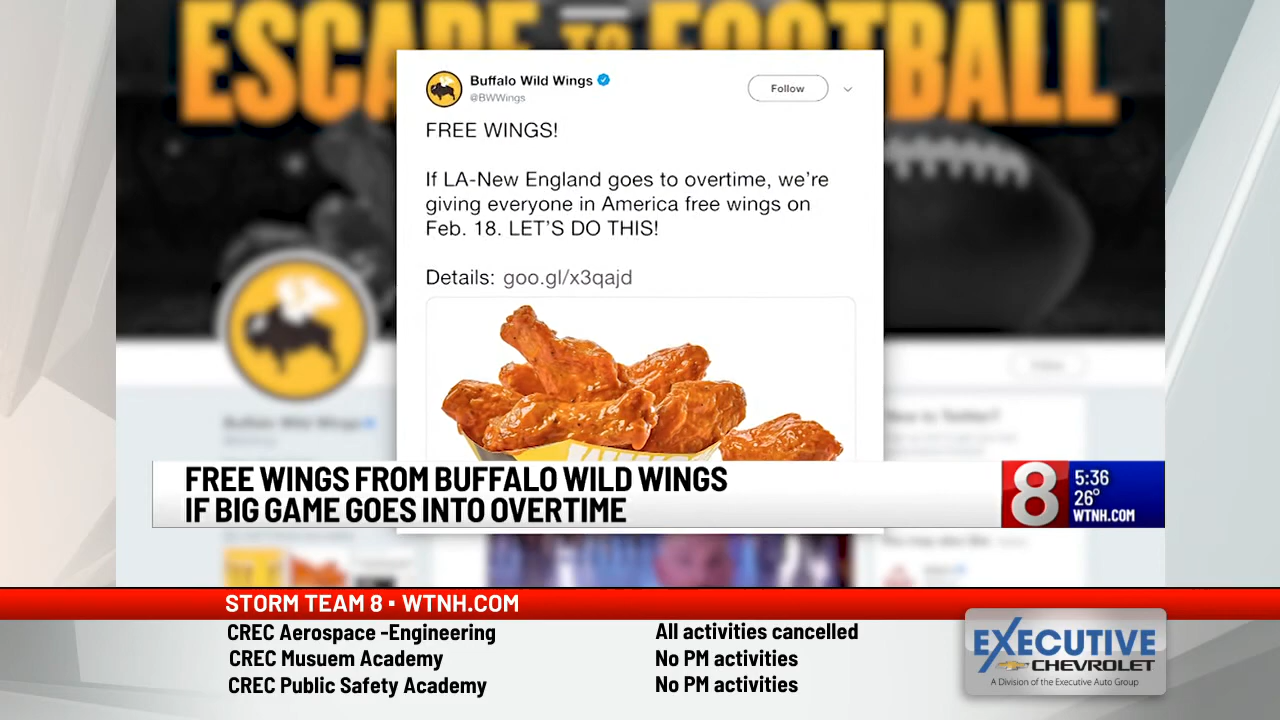 ESCAPE TO FOOTBALL
Buffalo Wild Wings
@BWWings
Follow
FREE WINGS!
If LA-New England goes to overtime, we're
giving everyone in America free wings on
Feb. 18. LET'S DO THIS!
Details: goo.gl/x3qajd
FREE WINGS FROM BUFFALO WILD WINGS
IF BIG GAME GOES INTO OVERTIME
8
5:36
26°
WTNH.COM
STORM TEAM 8 ▪ WTNH.COM
CREC Aerospace -Engineering All activities cancelled
CREC Musuem Academy No PM activities
CREC Public Safety Academy No PM activities
EXECUTIVE
CHEVROLET
A Division of the Executive Auto Group